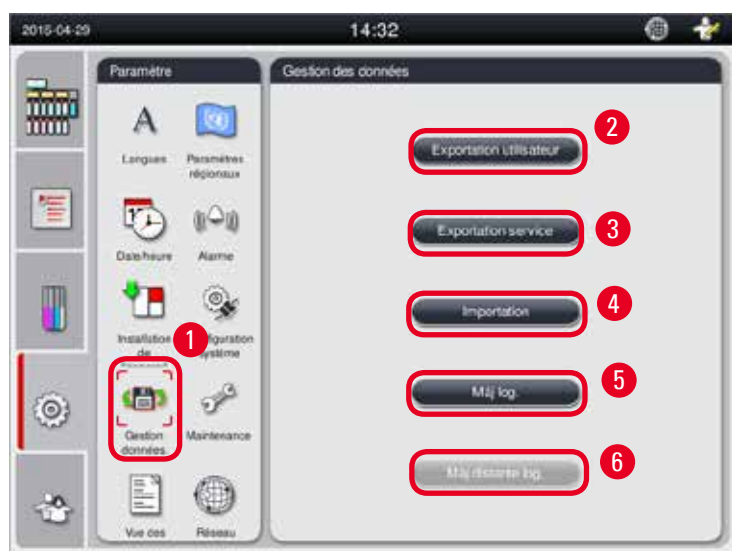 2015-04-29
14:32
Paramètre
Gestion des données
Langues
Paramètres
régionaux
Date/heure
Alarme
Installation
de
système
Gestion
données
Maintenance
Vue des
Réseau
1
Exportation utilisateur
2
Exportation service
3
Importation
4
Màj log.
5
Màj distante log.
6